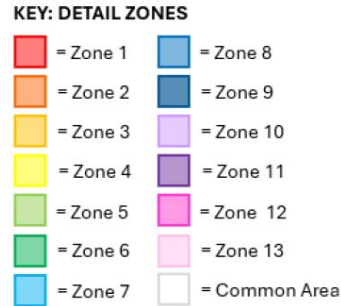 KEY: DETAIL ZONES
= Zone 1
= Zone 2
= Zone 3
= Zone 4
= Zone 5
= Zone 6
= Zone 7
= Zone 8
= Zone 9
= Zone 10
= Zone 11
= Zone 12
= Zone 13
= Common Area